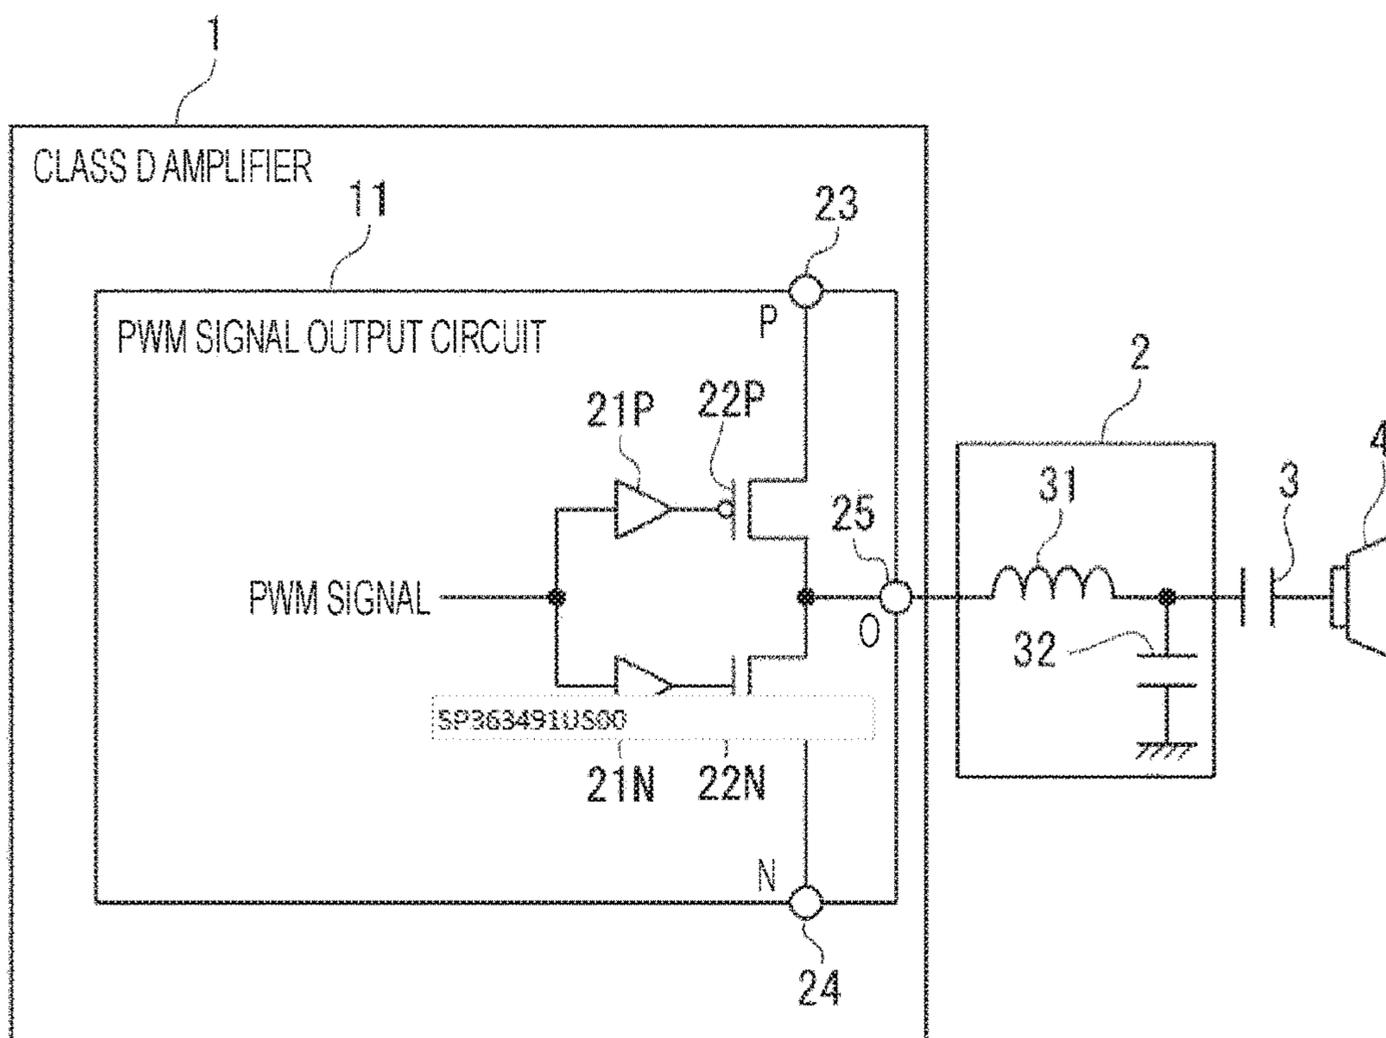 1
CLASS D AMPLIFIER
11
23
P
PWM SIGNAL OUTPUT CIRCUIT
2
21P
22P
4
31
3
25
PWM SIGNAL
O
32
SP363491US00
21N
22N
N
24